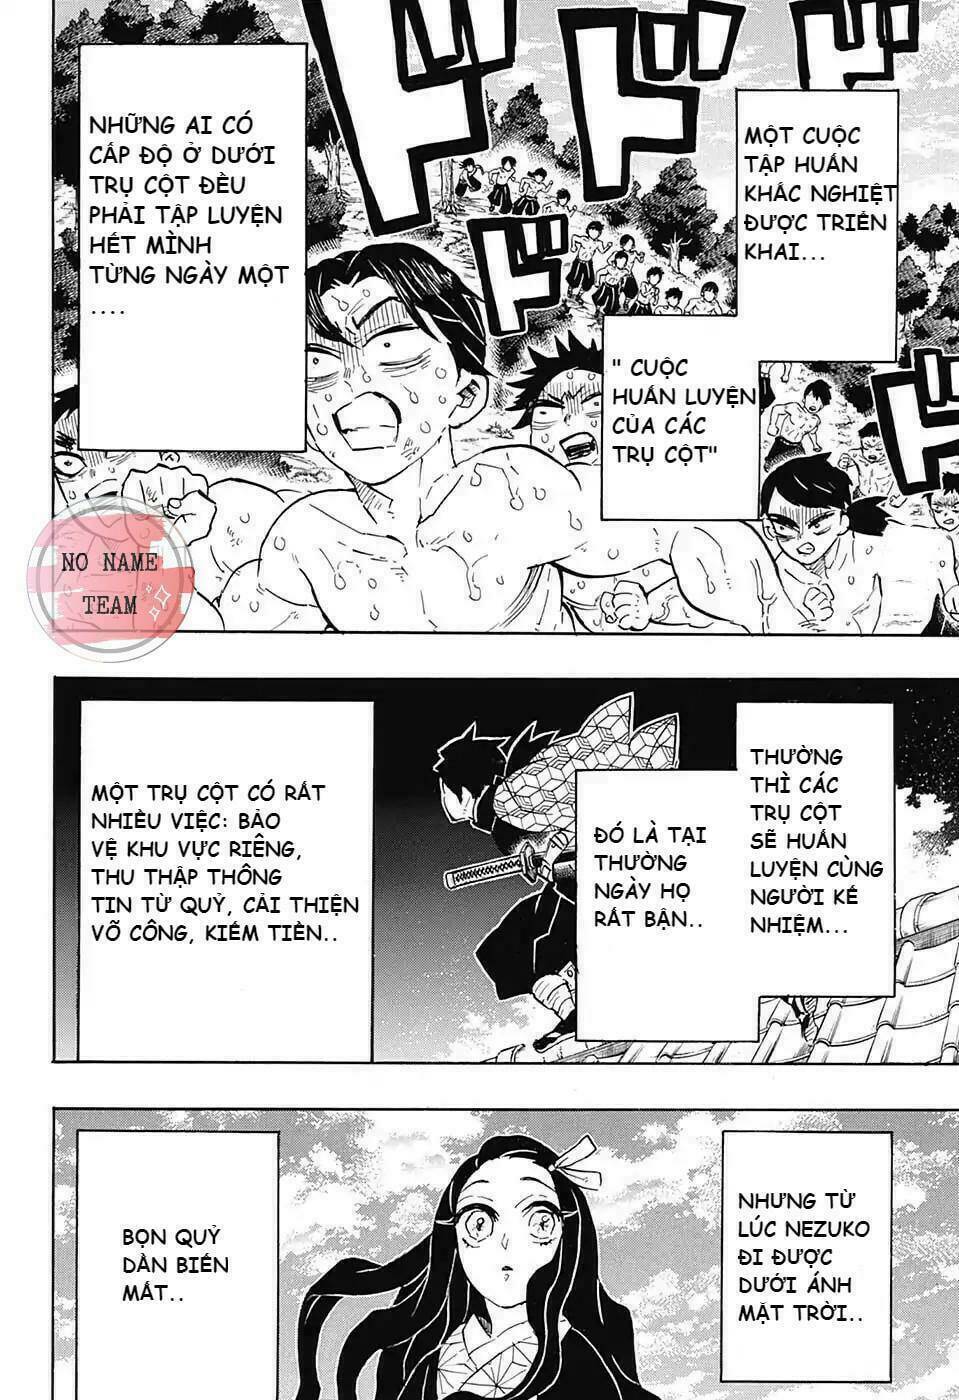 ドドド
ド
ド
MỘT CUỘC
TẬP HUẤN
KHẮC NGHIỆT
ĐƯỢC TRIỂN
KHAI...
" CUỘC
HUẤN LUYỆN
CỦA CÁC
TRỤ CỘT"
NHỮNG AI CÓ
CẤP ĐỘ Ở DƯỚI
TRỤ CỘT ĐỀU
PHẢI TẬP LUYỆN
HẾT MÌNH
TỪNG NGÀY MỘT
....
NO NAME
TEAM
THƯỜNG
THÌ CÁC
TRỤ CỘT
SẼ HUẤN
LUYỆN CÙNG
NGƯỜI KẾ
NHIỆM...
ĐÓ LÀ TẠI
THƯỜNG
NGÀY HỌ
RẤT BẬN..
MỘT TRỤ CỘT CÓ RẤT
NHIỀU VIỆC: BẢO
VỆ KHU VỰC RIÊNG,
THU THẬP THÔNG
TIN TỪ QUỶ, CẢI THIỆN
VÕ CÔNG, KIẾM TIỀN..
NHƯNG TỪ
LÚC NEZUKO
ĐI ĐƯỢC
DƯỚI ÁNH
MẶT TRỜI..
BỌN QUỶ
DẦN BIẾN
MẤT..